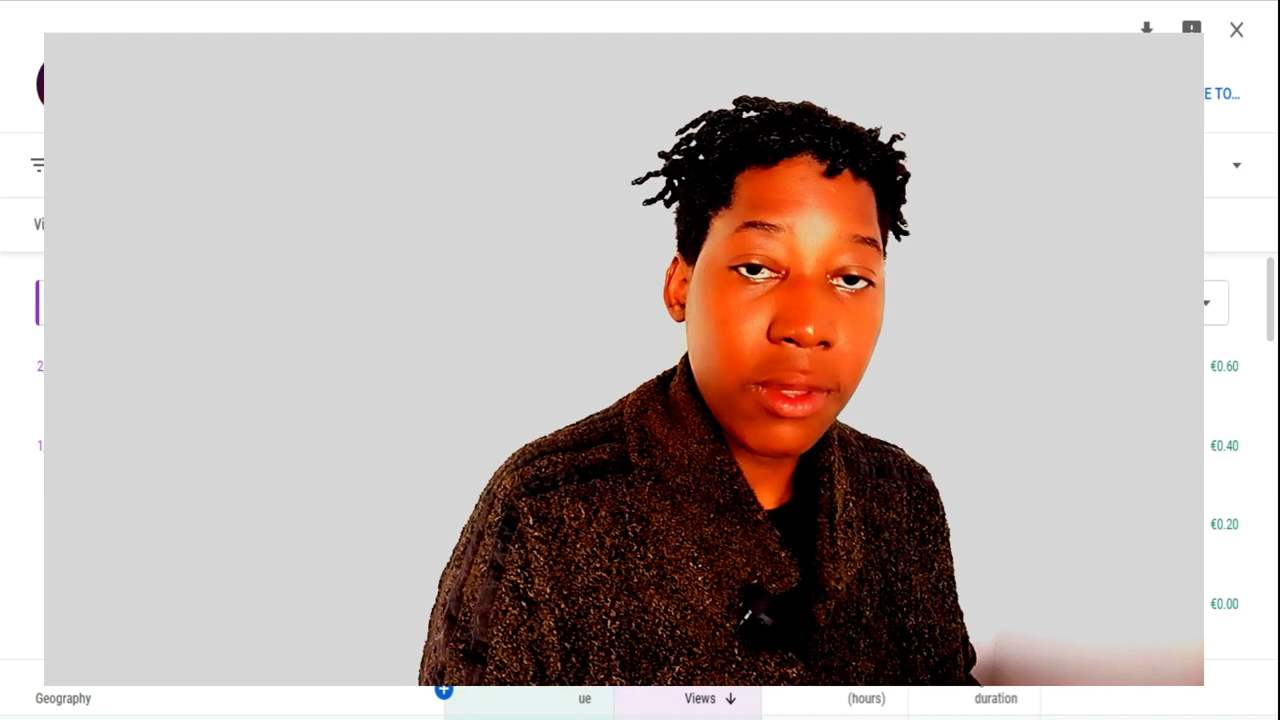 E TO...
€0.60
€0.40
€0.20
€0.00
Geography ue Views (hours) duration